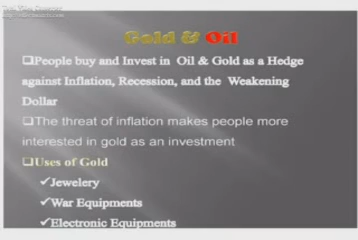 Gold & Oil
❑People buy and Invest in Oil & Gold as a Hedge
against Inflation, Recession, and the Weakening
Dollar
❑The threat of inflation makes people more
interested in gold as an investment
❑Uses of Gold
✓Jewelery
✓War Equipments
✓Electronic Equipments